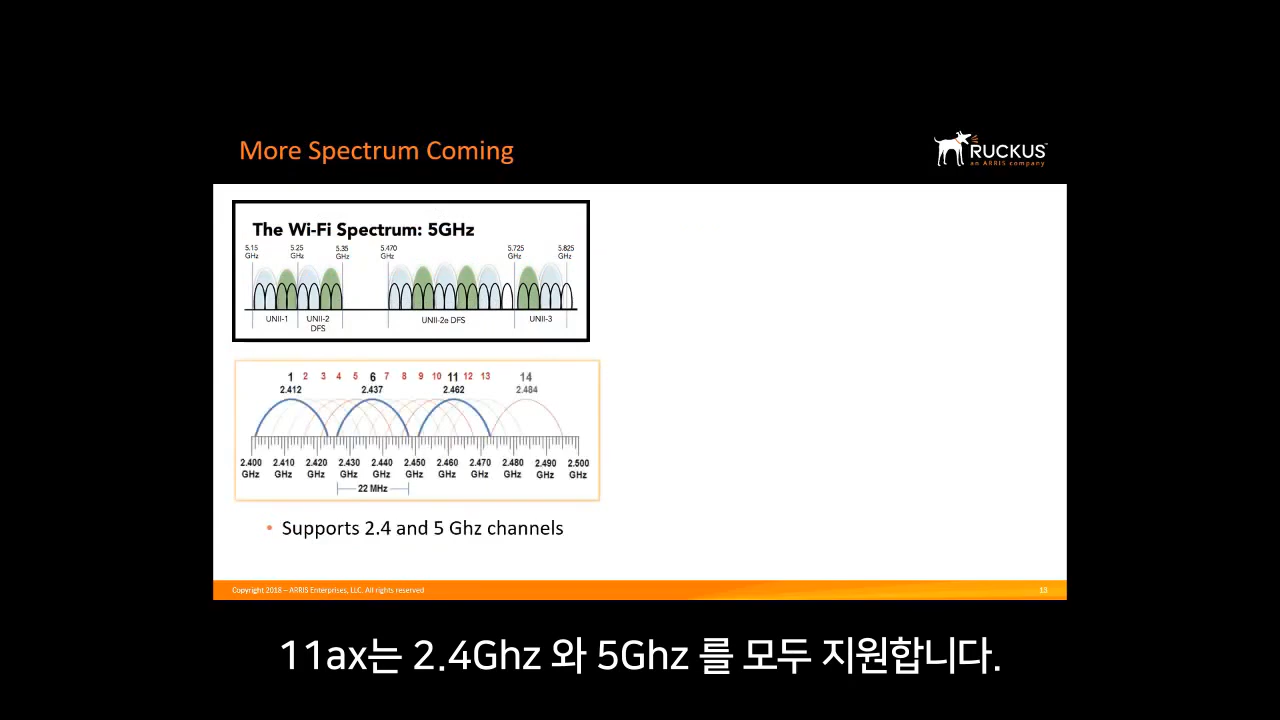 More Spectrum Coming
RUCKUS
an ARRIS company
The Wi-Fi Spectrum: 5GHz
5.15 5.25 5.35 5.470 5.725 5.825
GHz GHz GHz GHz GHz GHz
UNII-1 UNII-2 UNII-2e DFS UNII-3
DFS
1 2 3 4 5 6 7 8 9 10 11 12 13 14
2.412 2.437 2.462 2.484
2.400 2.410 2.420 2.430 2.440 2.450 2.460 2.470 2.480 2.490 2.500
GHz GHz GHz GHz GHz GHz GHz GHz GHz GHz GHz
22 MHz
• Supports 2.4 and 5 Ghz channels
Copyright 2018 – ARRIS Enterprises, LLC. All rights reserved 13
11ax는 2.4Ghz 와 5Ghz 를 모두 지원합니다.